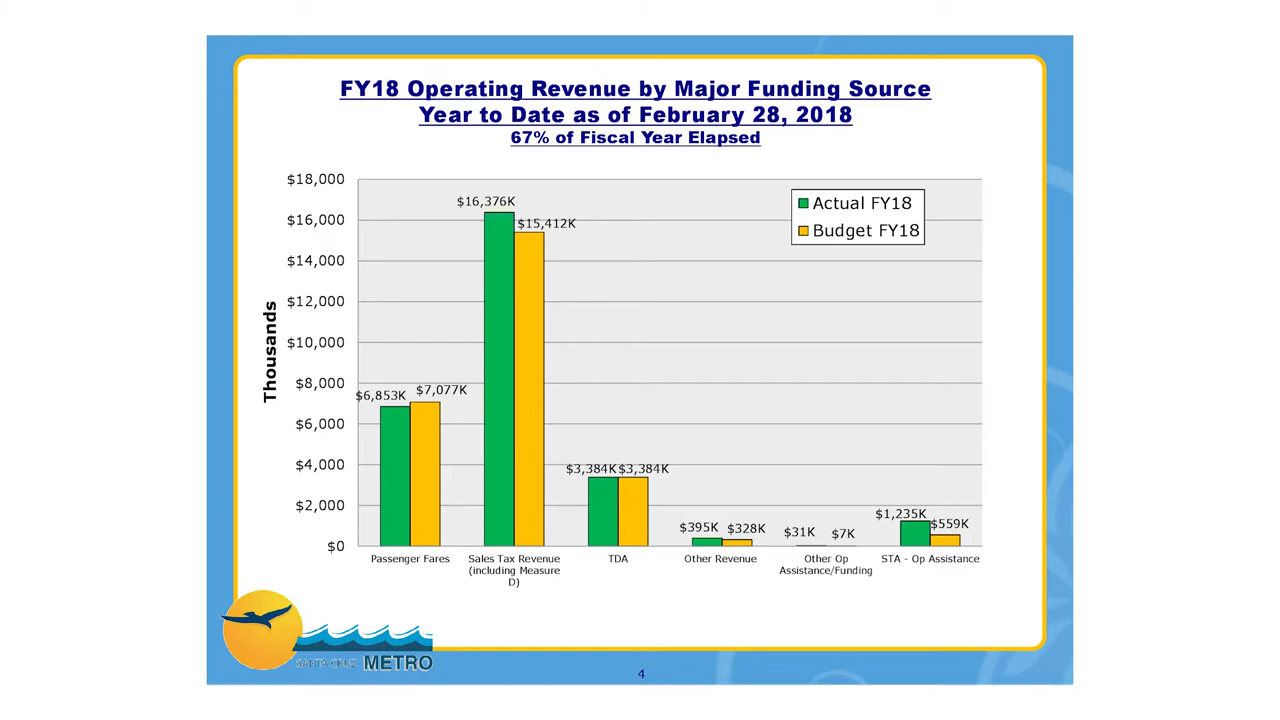 FY18 Operating Revenue by Major Funding Source
Year to Date as of February 28, 2018
67% of Fiscal Year Elapsed
Thousands
$18,000
$16,000
$14,000
$12,000
$10,000
$8,000
$6,000
$4,000
$2,000
$0
Actual FY18
Budget FY18
$6,853K
$7,077K
$16,376K
$15,412K
$3,384K
$3,384K
$395K
$328K
$31K
$7K
$1,235K
$559K
Passenger Fares
Sales Tax Revenue
(including Measure
D)
TDA
Other Revenue
Other Op
Assistance/Funding
STA - Op Assistance
SANTA CRUZ METRO
4